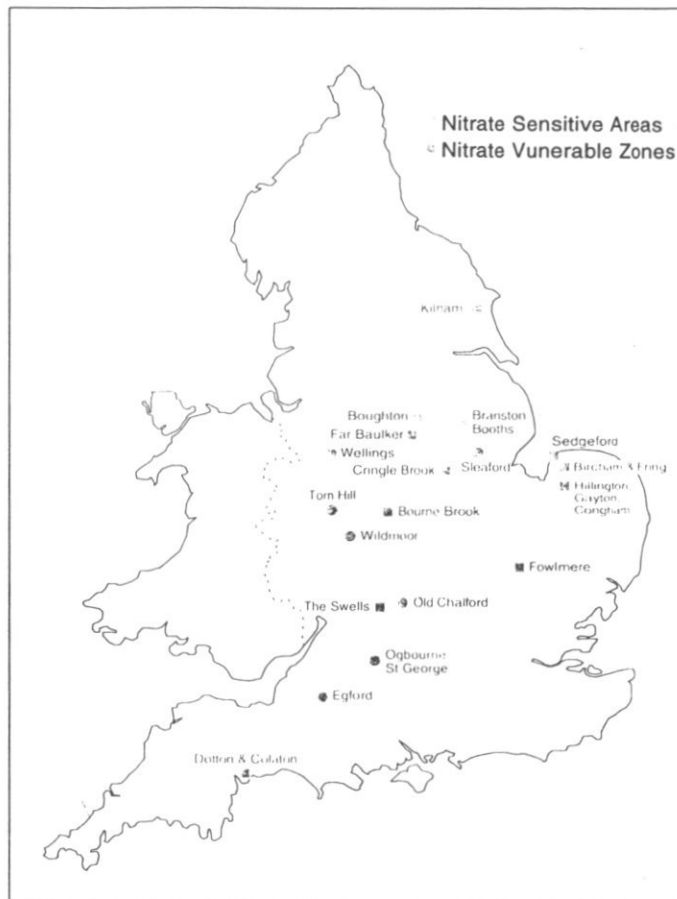 Nitrate Sensitive Areas
Nitrate Vunerable Zones
Kilham
Boughton
Branston
Booths
Far Baulker
Sedgeford
Wellings
Sleaford
Bircham & Fring
Cringle Brook
Hillington
Gayton
Congham
Torn Hill
Bourne Brook
Wildmoor
Fowlmere
The Swells
Old Chalford
Ogbourne
St George
Egford
Dotton & Colaton